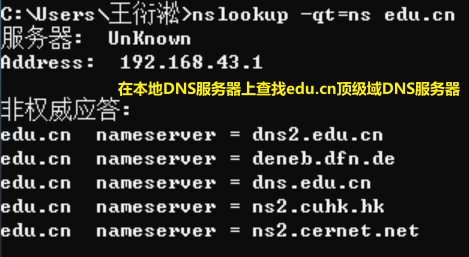 C:\Users\王衍淞>nslookup -qt=ns edu.cn
服务器:  UnKnown
Address:  192.168.43.1
在本地DNS服务器上查找edu.cn顶级域DNS服务器
非权威应答:
edu.cn  nameserver = dns2.edu.cn
edu.cn  nameserver = deneb.dfn.de
edu.cn  nameserver = dns.edu.cn
edu.cn  nameserver = ns2.cuhk.hk
edu.cn  nameserver = ns2.cernet.net